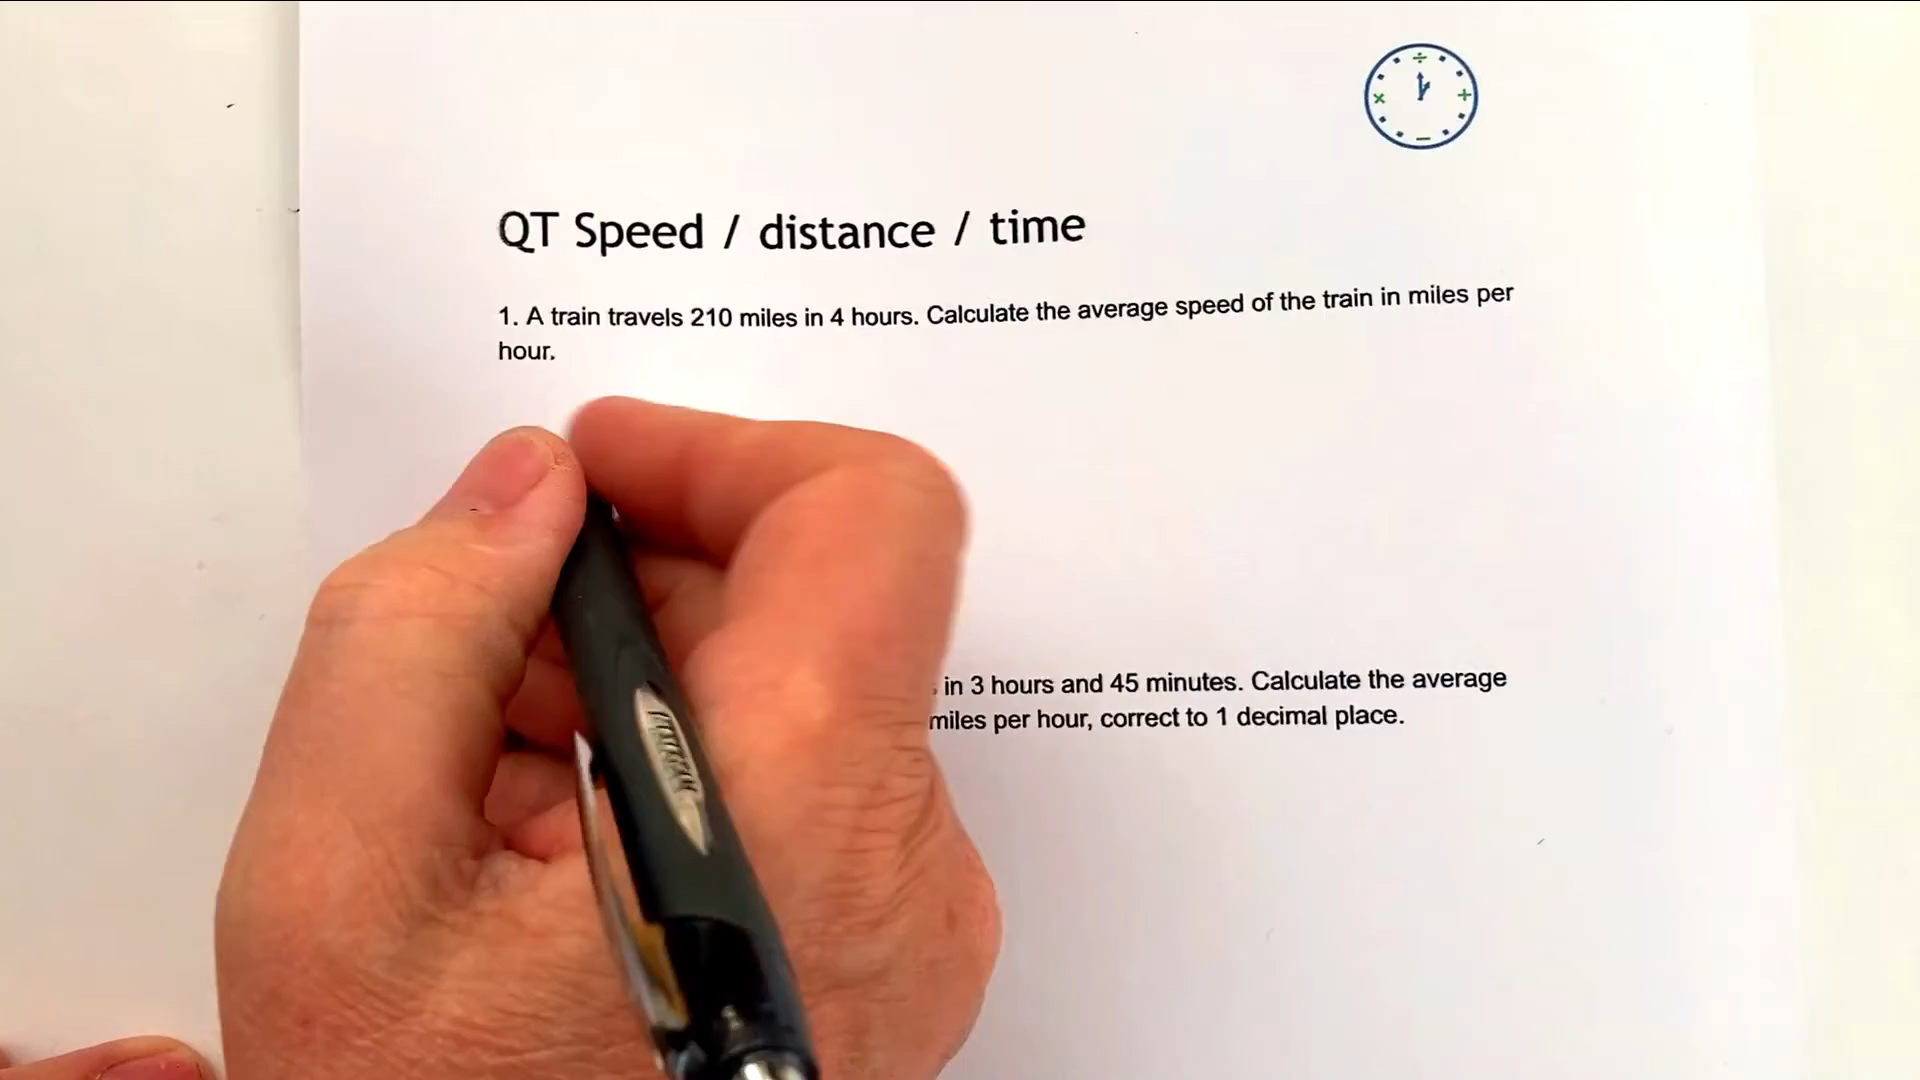 QT Speed / distance / time
1. A train travels 210 miles in 4 hours. Calculate the average speed of the train in miles per
hour.
in 3 hours and 45 minutes. Calculate the average
miles per hour, correct to 1 decimal place.